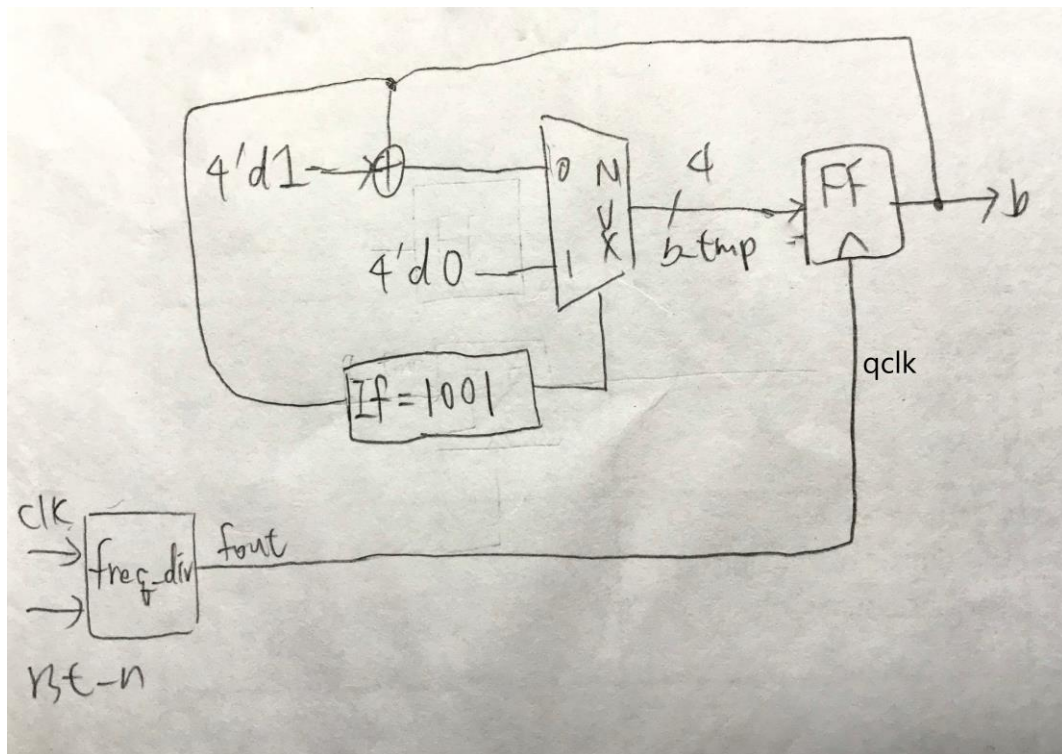 4'd1
+
0 MUX
4
FF
b
4'd0
1
b_tmp
qclk
If=1001
clk
freq_div
fout
rst_n